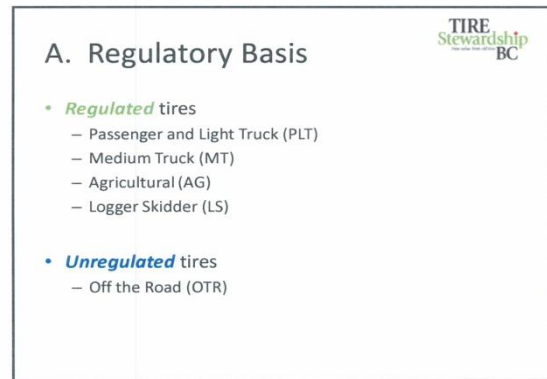 TIRE
Stewardship
BC
A. Regulatory Basis
• Regulated tires
– Passenger and Light Truck (PLT)
– Medium Truck (MT)
– Agricultural (AG)
– Logger Skidder (LS)
• Unregulated tires
– Off the Road (OTR)